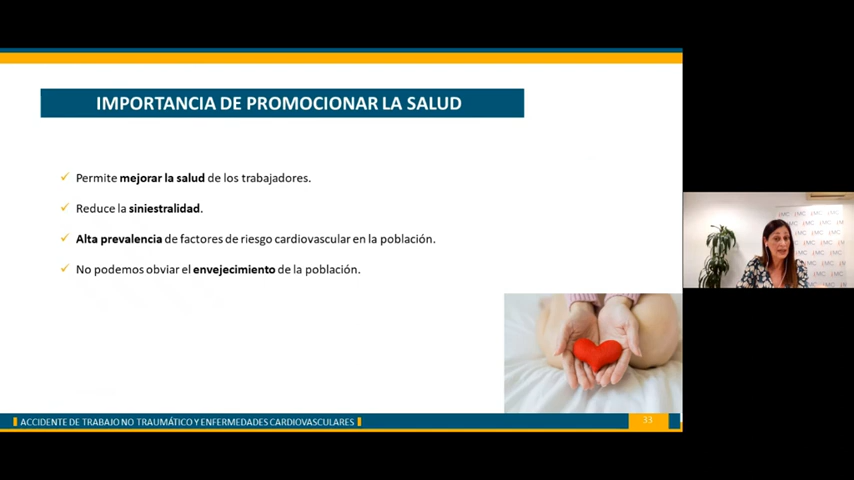 IMPORTANCIA DE PROMOCIONAR LA SALUD
Permite mejorar la salud de los trabajadores.
Reduce la siniestralidad.
Alta prevalencia de factores de riesgo cardiovascular en la población.
No podemos obviar el envejecimiento de la población.
ACCIDENTE DE TRABAJO NO TRAUMÁTICO Y ENFERMEDADES CARDIOVASCULARES
33